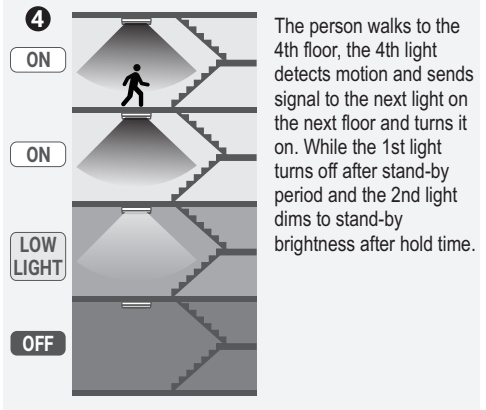 4
ON
ON
LOW
LIGHT
OFF
The person walks to the
4th floor, the 4th light
detects motion and sends
signal to the next light on
the next floor and turns it
on. While the 1st light
turns off after stand-by
period and the 2nd light
dims to stand-by
brightness after hold time.